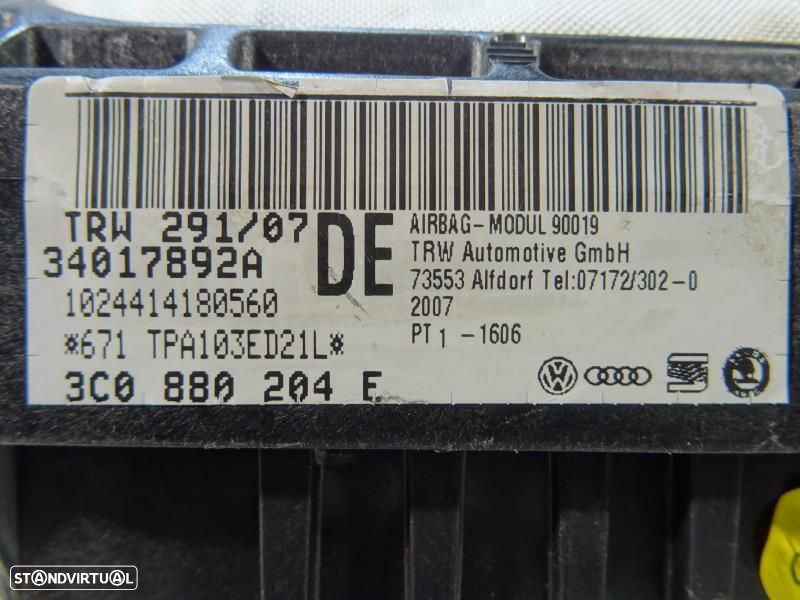 TRW 291/07
34017892A
1024414180560
*671 TPA103ED21L*
3C0 880 204 E
DE
AIRBAG-MODUL 90019
TRW Automotive GmbH
73553 Alfdorf Tel:07172/302-0
2007
PT 1 -1606
STANDVIRTUAL